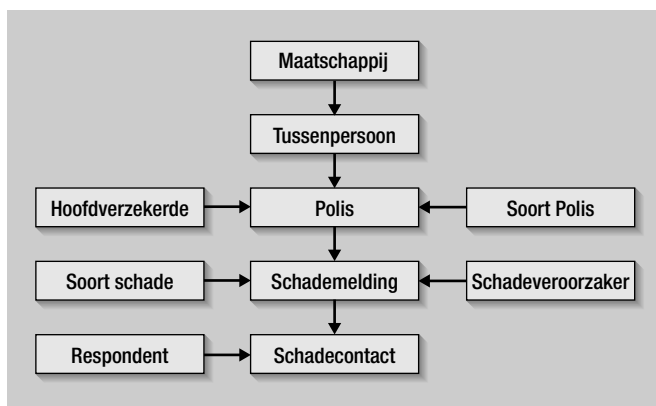 Maatschappij
Tussenpersoon
Hoofdverzekerde
Polis
Soort Polis
Soort schade
Schademelding
Schadeveroorzaker
Respondent
Schadecontact